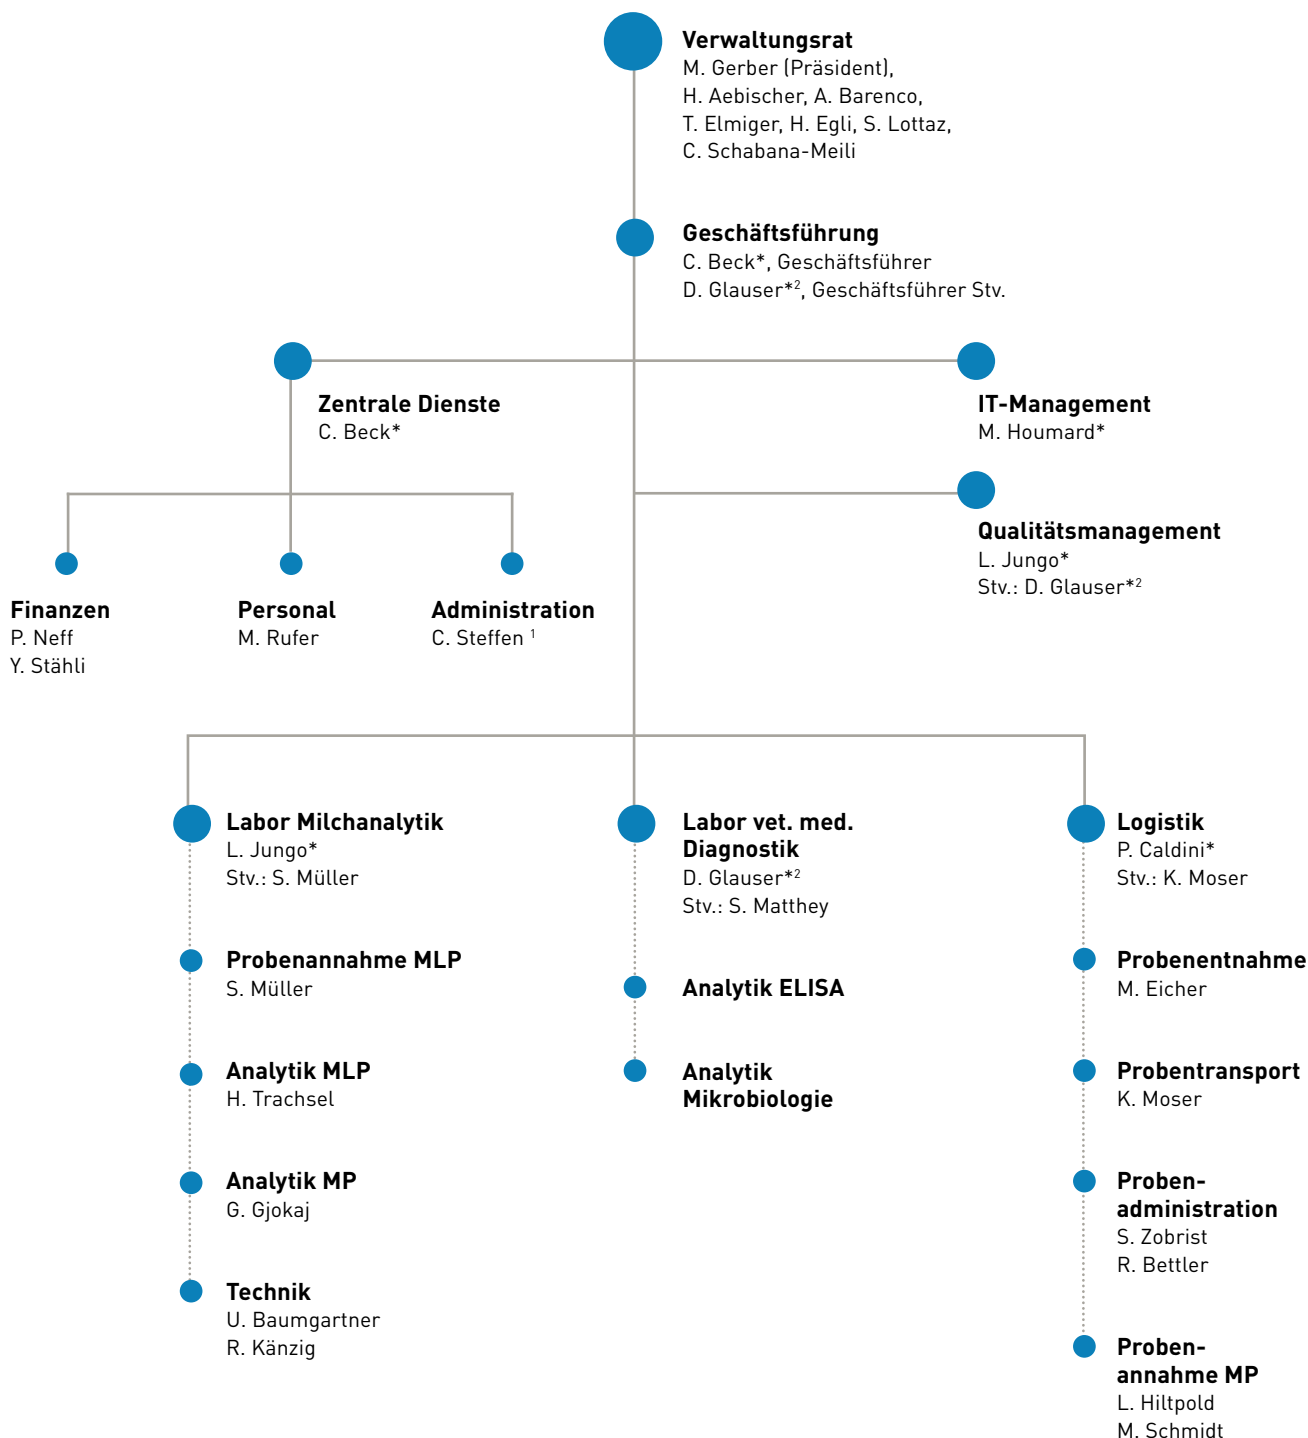 Verwaltungsrat
M. Gerber (Präsident),
H. Aebischer, A. Barenco,
T. Elmiger, H. Egli, S. Lottaz,
C. Schabana-Meili
Geschäftsführung
C. Beck*, Geschäftsführer
D. Glauser*², Geschäftsführer Stv.
Zentrale Dienste
C. Beck*
IT-Management
M. Houmard*
Qualitätsmanagement
L. Jungo*
Stv.: D. Glauser*²
Finanzen
P. Neff
Y. Stähli
Personal
M. Rufer
Administration
C. Steffen ¹
Labor Milchanalytik
L. Jungo*
Stv.: S. Müller
Probenannahme MLP
S. Müller
Analytik MLP
H. Trachsel
Analytik MP
G. Gjokaj
Technik
U. Baumgartner
R. Känzig
Labor vet. med.
Diagnostik
D. Glauser*²
Stv.: S. Matthey
Analytik ELISA
Analytik
Mikrobiologie
Logistik
P. Caldini*
Stv.: K. Moser
Probenentnahme
M. Eicher
Probentransport
K. Moser
Proben-
administration
S. Zobrist
R. Bettler
Proben-
annahme MP
L. Hiltpold
M. Schmidt